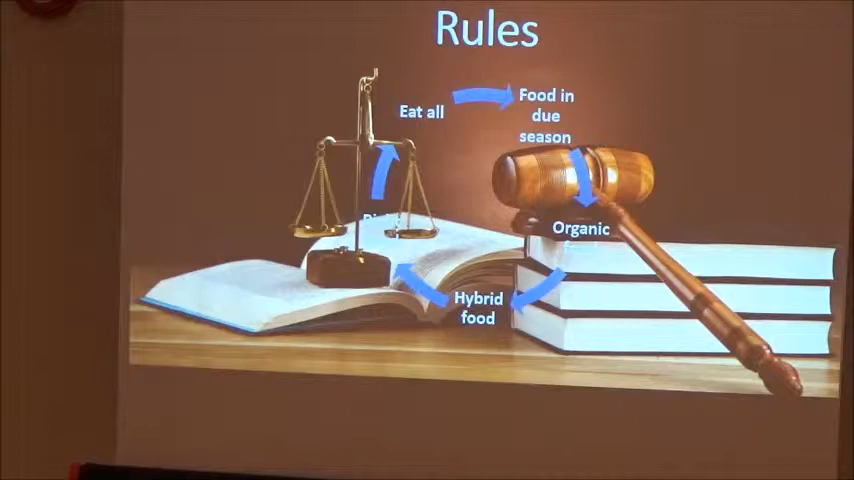 Rules
Eat all
Food in
due
season
Organic
Hybrid
food